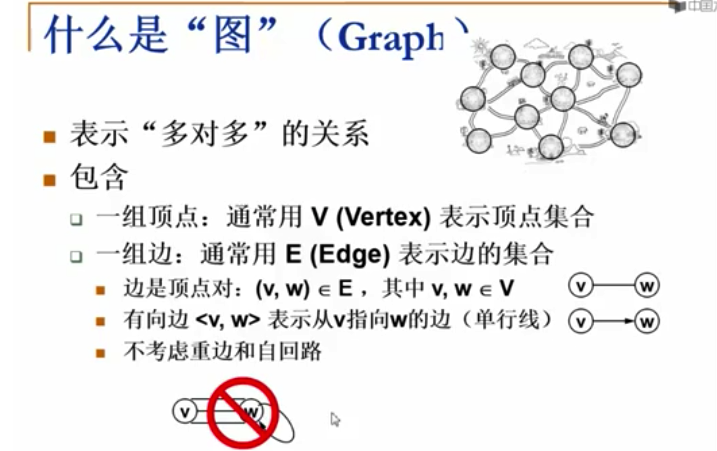 什么是“图”（Graph）
中国
■ 表示“多对多”的关系
■ 包含
❑ 一组顶点：通常用 V (Vertex) 表示顶点集合
❑ 一组边：通常用 E (Edge) 表示边的集合
■ 边是顶点对：(v, w) ∈ E ，其中 v, w ∈ V
v w
■ 有向边 <v, w> 表示从v指向w的边（单行线）
v w
■ 不考虑重边和自回路
v w